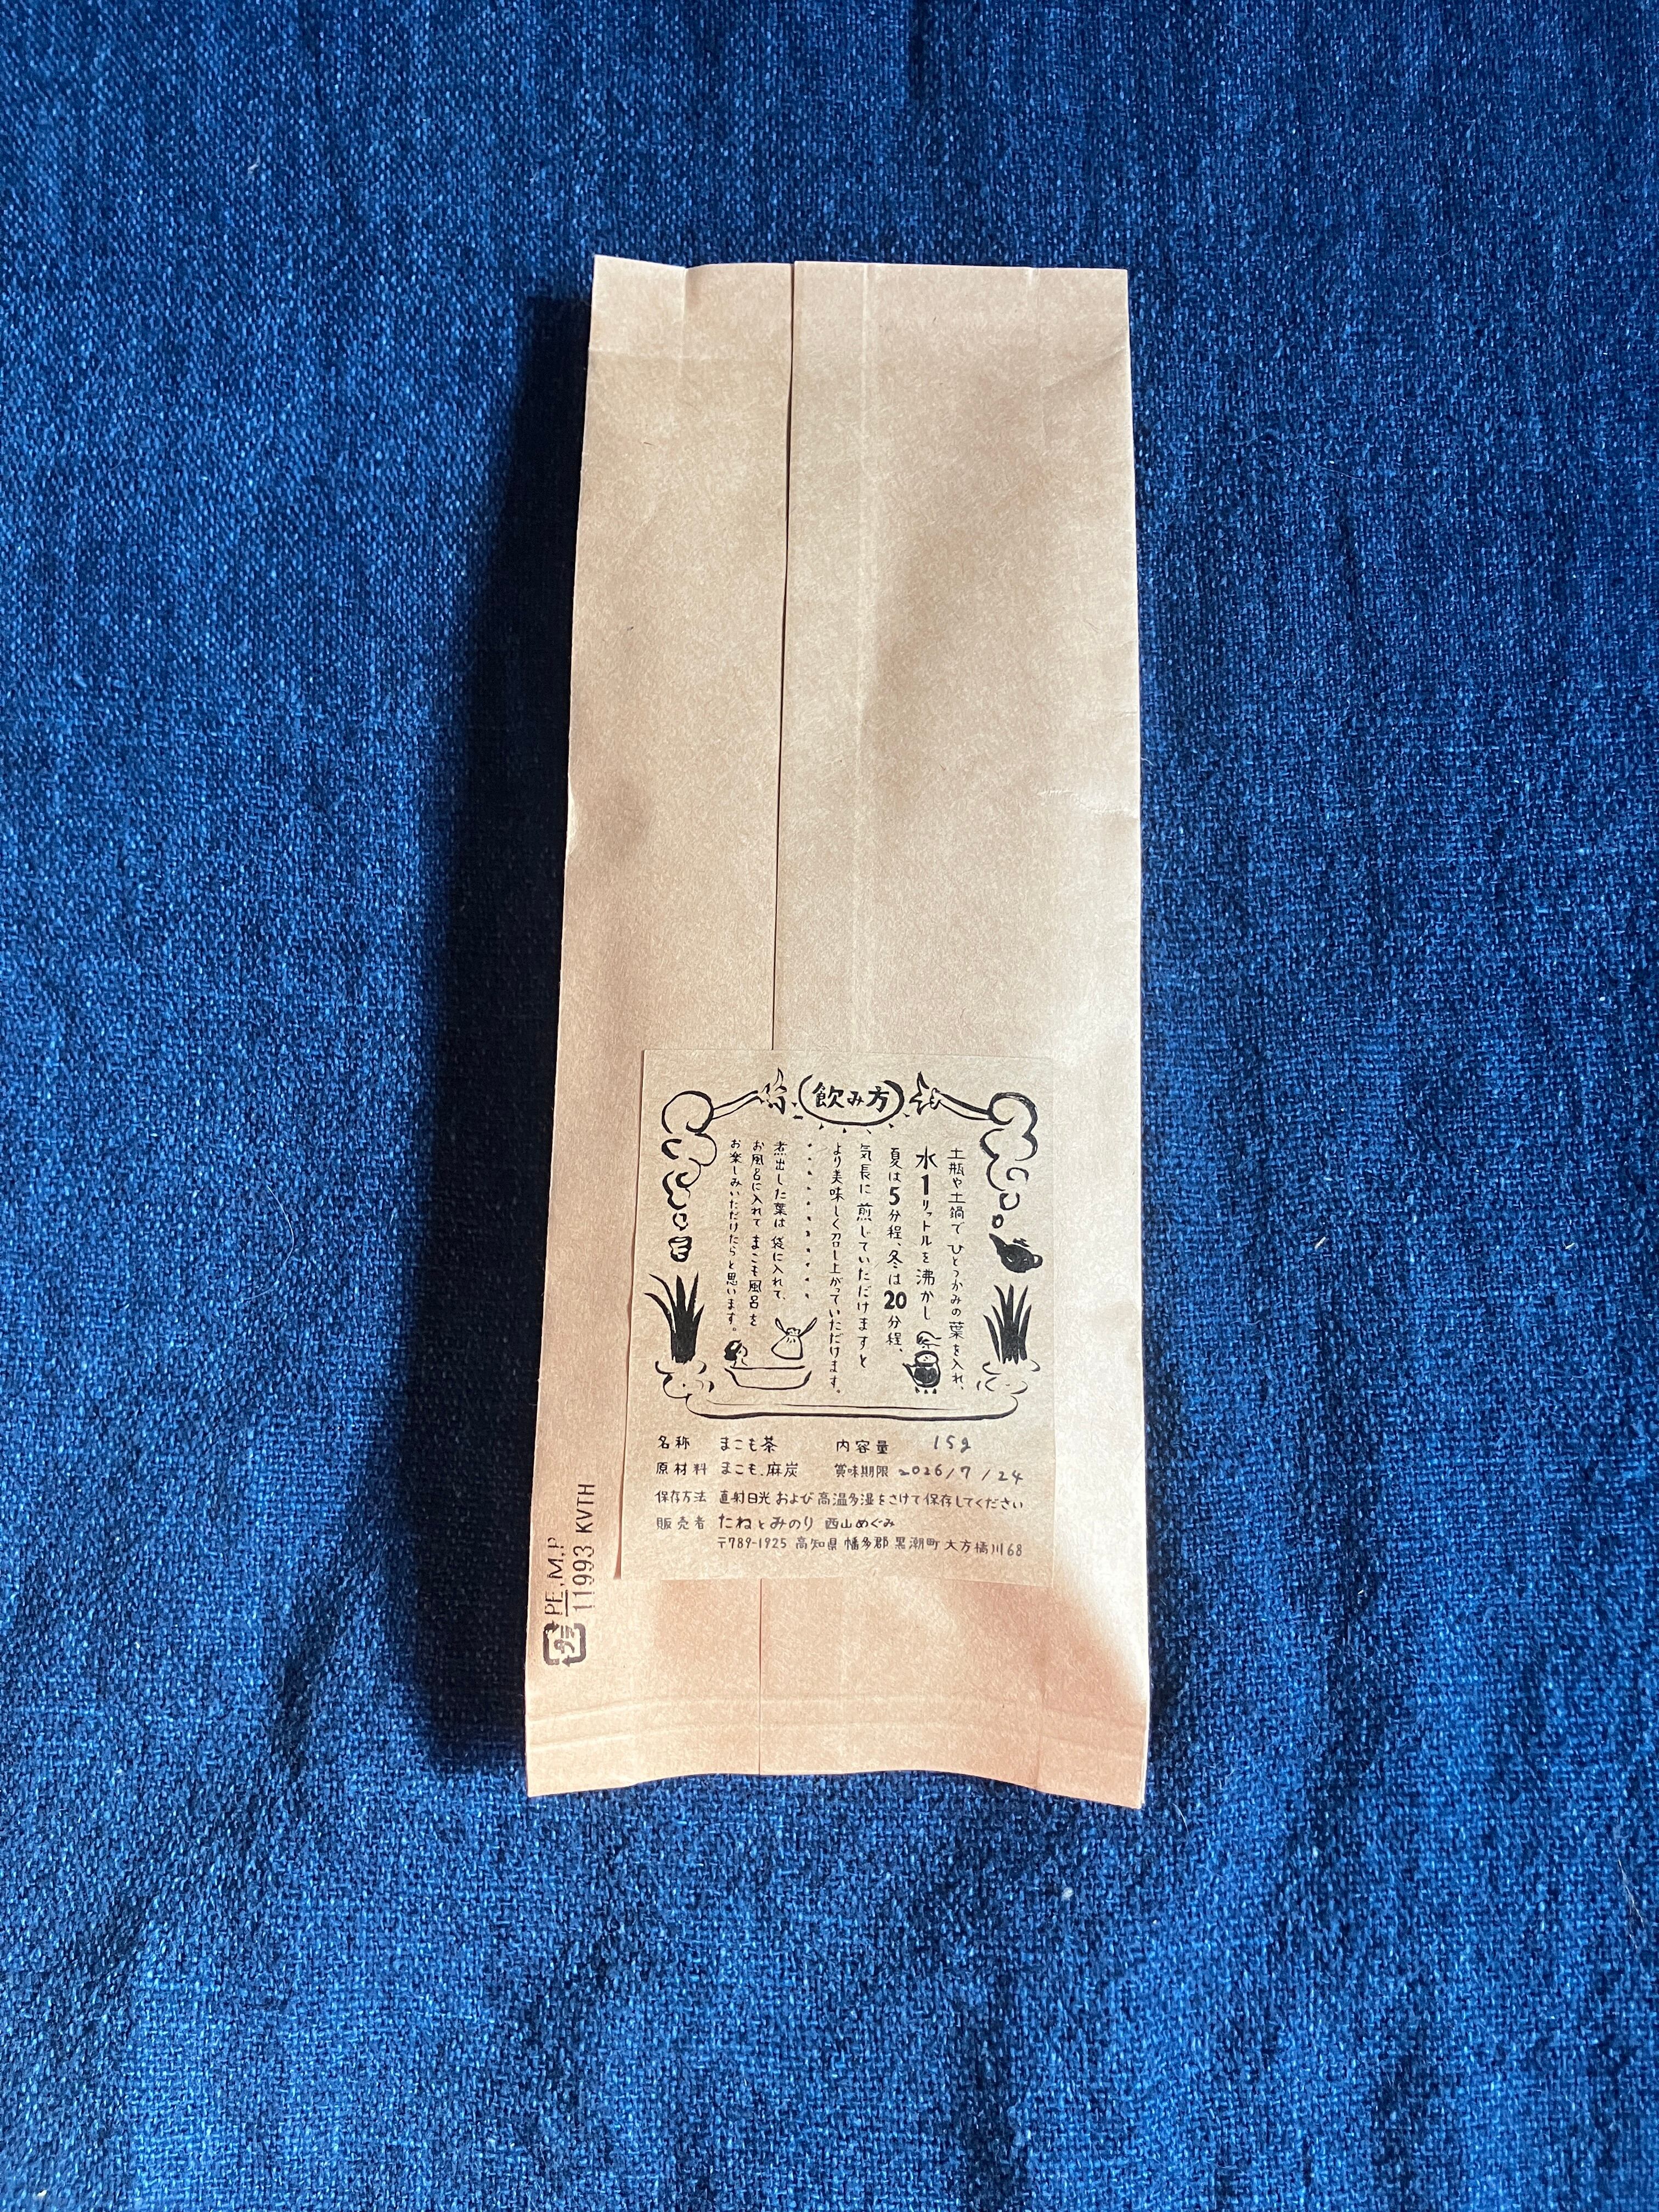 飲み方
土瓶や土鍋で ひとつかみの葉を入れ、
水1リットルを沸かし
夏は5分程、冬は20分程、
気長に煎じていただけますと
より美味しく召し上がっていただけます。
煮出した葉は 袋に入れて、
お風呂に入れて まこも風呂を
お楽しみいただけたらと思います。
名称 まこも茶 内容量 15g
原材料 まこも、麻炭 賞味期限 2026/7/24
保存方法 直射日光および高温多湿をさけて保存してください
販売者 たねとみのり 西山めぐみ
〒789-1925 高知県 幡多郡 黒潮町 大方橘川68
プラ PE,M,P
11993 KVTH